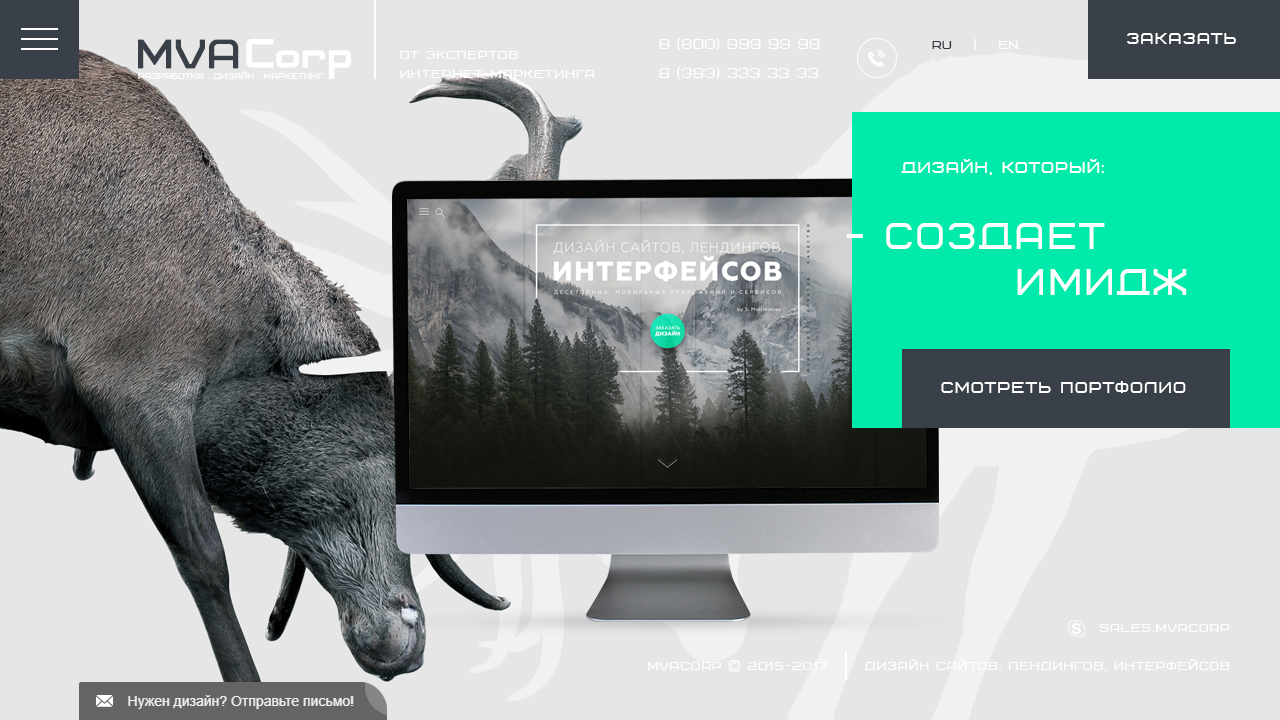 MVA Corp
РАЗРАБОТКА . ДИЗАЙН . МАРКЕТИНГ
ОТ ЭКСПЕРТОВ
ИНТЕРНЕТ-МАРКЕТИНГА
8 (800) 999 99 99
8 (383) 333 33 33
RU | EN
ЗАКАЗАТЬ
ДИЗАЙН, КОТОРЫЙ:
- СОЗДАЕТ
ИМИДЖ
СМОТРЕТЬ ПОРТФОЛИО
ДИЗАЙН САЙТОВ, ЛЕНДИНГОВ,
ИНТЕРФЕЙСОВ
ДЕСКТОПНЫХ, МОБИЛЬНЫХ ПРИЛОЖЕНИЙ И СЕРВИСОВ
ЗАКАЗАТЬ
ДИЗАЙН
SALES.MVACORP
MVACORP © 2015-2017
ДИЗАЙН САЙТОВ, ЛЕНДИНГОВ, ИНТЕРФЕЙСОВ
Нужен дизайн? Отправьте письмо!